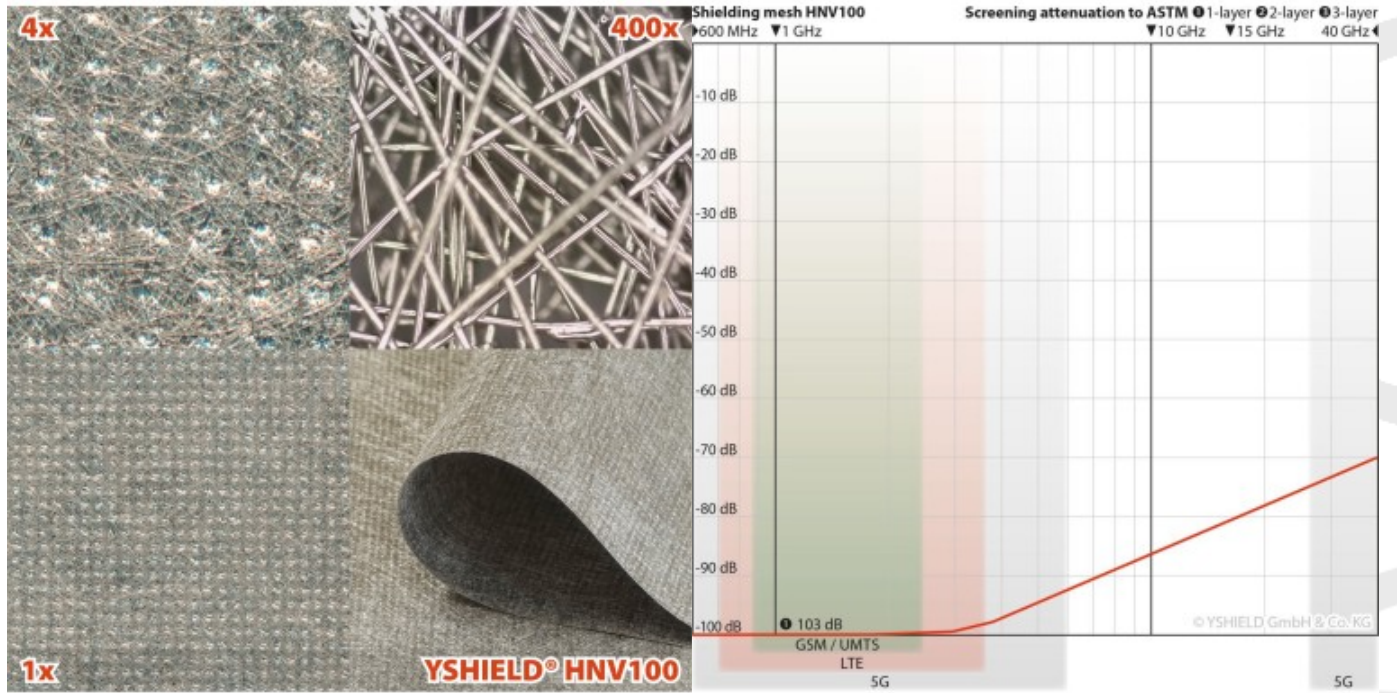 4x
400x
1x
YSHIELD® HNV100
Shielding mesh HNV100
Screening attenuation to ASTM ❶1-layer ❷2-layer ❸3-layer
600 MHz
1 GHz
10 GHz
15 GHz
40 GHz
-10 dB
-20 dB
-30 dB
-40 dB
-50 dB
-60 dB
-70 dB
-80 dB
-90 dB
-100 dB
❶ 103 dB
© YSHIELD GmbH & Co. KG
GSM / UMTS
LTE
5G
5G